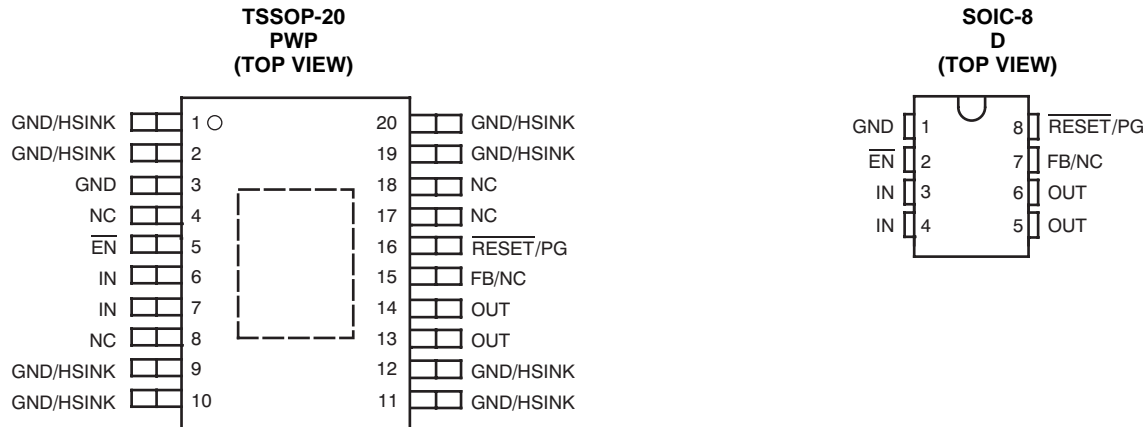 TSSOP-20
PWP
(TOP VIEW)
GND/HSINK 1 20 GND/HSINK
GND/HSINK 2 19 GND/HSINK
GND 3 18 NC
NC 4 17 NC
EN 5 16 RESET/PG
IN 6 15 FB/NC
IN 7 14 OUT
NC 8 13 OUT
GND/HSINK 9 12 GND/HSINK
GND/HSINK 10 11 GND/HSINK
SOIC-8
D
(TOP VIEW)
GND 1 8 RESET/PG
EN 2 7 FB/NC
IN 3 6 OUT
IN 4 5 OUT